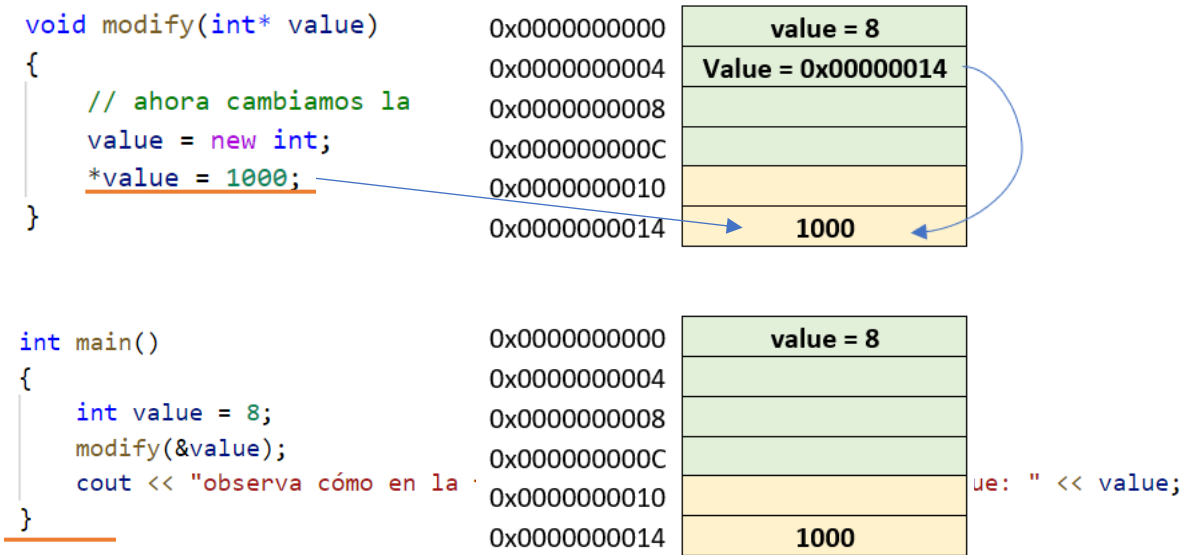 void modify(int* value)
{
// ahora cambiamos la
value = new int;
*value = 1000;
}
0x0000000000 value = 8
0x0000000004 Value = 0x00000014
0x0000000008
0x000000000C
0x0000000010
0x0000000014 1000
int main()
{
int value = 8;
modify(&value);
cout << "observa cómo en la ue: " << value;
}
0x0000000000 value = 8
0x0000000004
0x0000000008
0x000000000C
0x0000000010
0x0000000014 1000